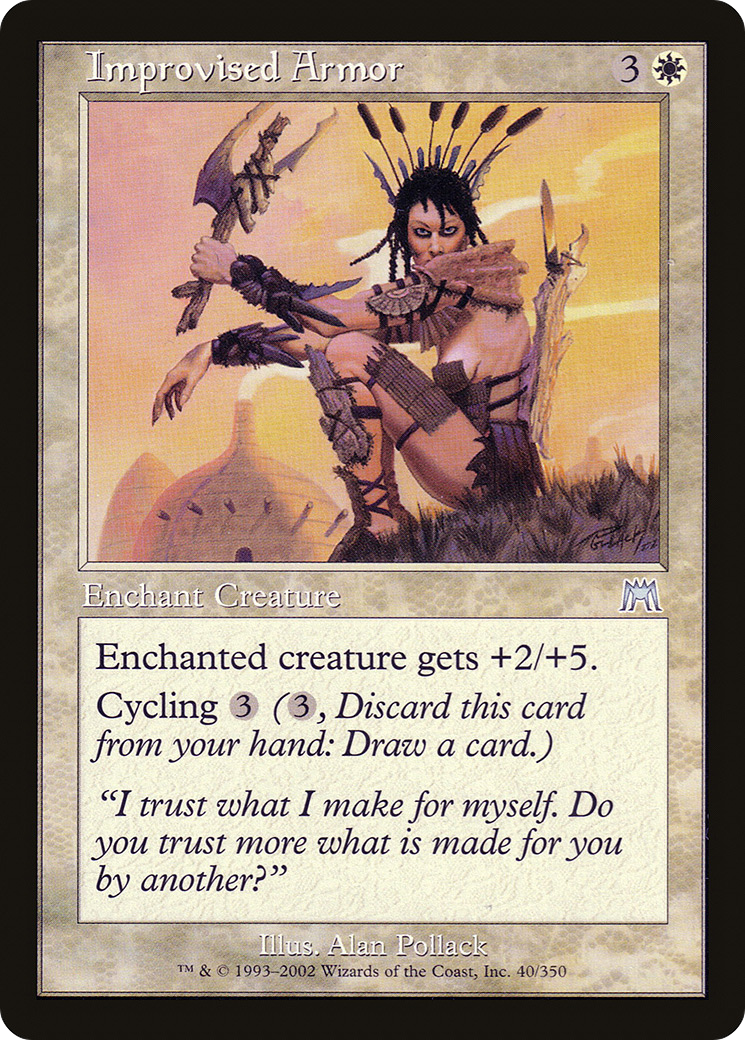 Improvised Armor 3
Enchant Creature
Enchanted creature gets +2/+5.
Cycling 3 (3, Discard this card
from your hand: Draw a card.)
“I trust what I make for myself. Do
you trust more what is made for you
by another?”
Illus. Alan Pollack
™ & © 1993–2002 Wizards of the Coast, Inc. 40/350